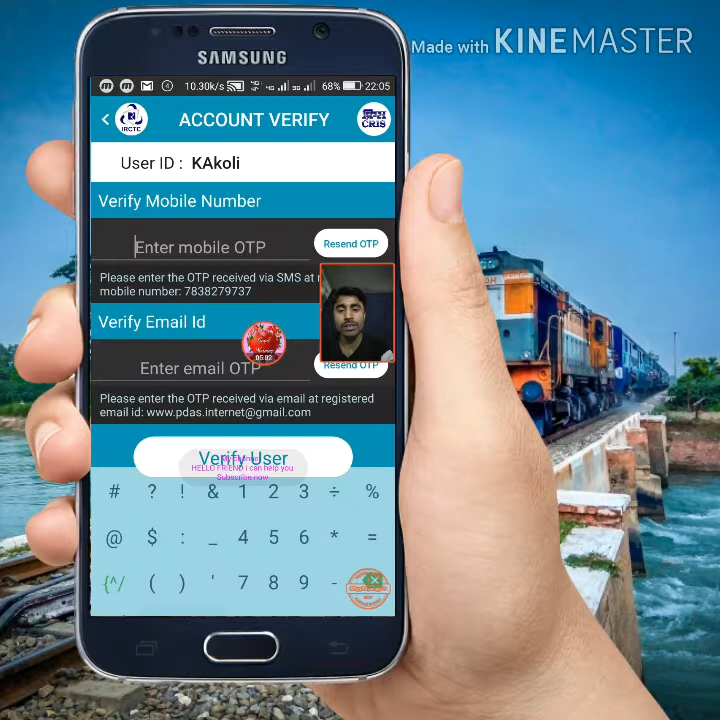 Made with KINEMASTER
SAMSUNG
10.30k/s 4G 3G 68% 22:05
IRCTC
ACCOUNT VERIFY
क्रिस
CRIS
User ID : KAkoli
Verify Mobile Number
Enter mobile OTP
Resend OTP
Please enter the OTP received via SMS at
mobile number: 7838279737
Verify Email Id
05:02
Enter email OTP
Resend OTP
Please enter the OTP received via email at registered
email id: www.pdas.internet@gmail.com
Verify User
HELLO FRIEND i can help you
Subscribe now
# ? ! & 1 2 3 ÷ %
@ $ : _ 4 5 6 * =
{^/ ( ) ' 7 8 9 -